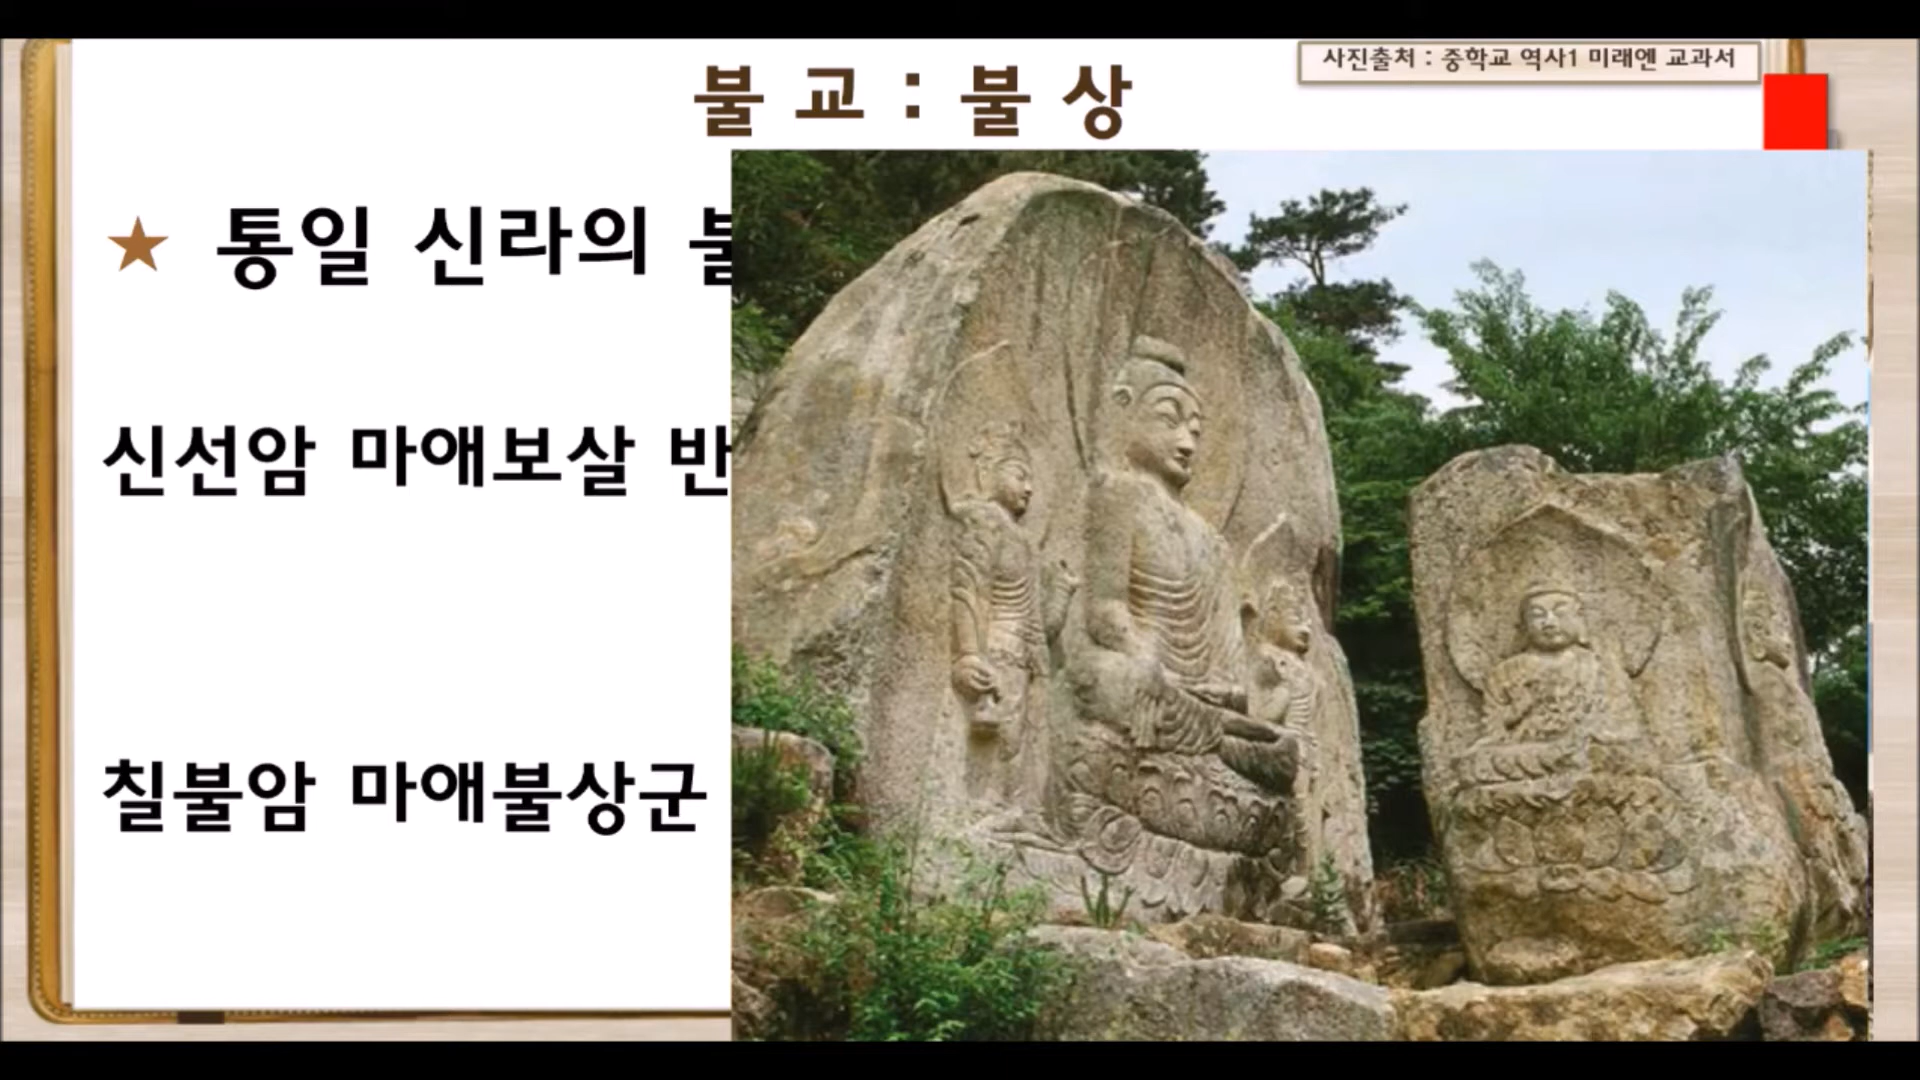 사진출처 : 중학교 역사1 미래엔 교과서
불 교 : 불 상
★ 통일 신라의
신선암 마애보살 반
칠불암 마애불상군